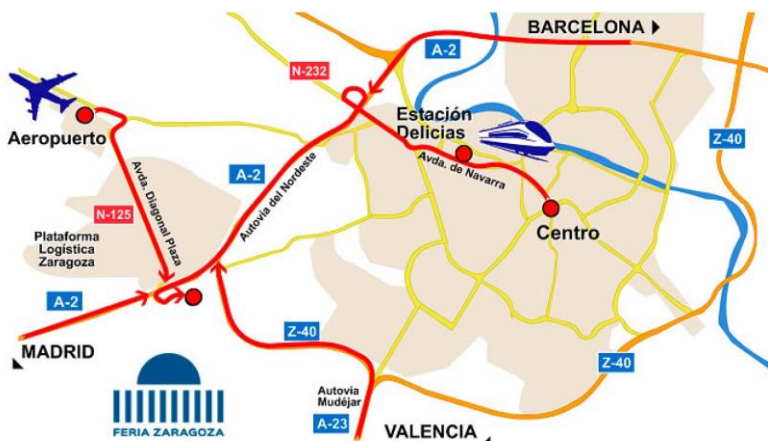 BARCELONA
A-2
N-232
Estación
Delicias
Aeropuerto
Z-40
A-2
Avda. de Navarra
Autovía del Nordeste
Avda. Diagonal Plaza
N-125
Centro
Plataforma
Logística
Zaragoza
A-2
MADRID
Z-40
Z-40
Autovía
Mudéjar
A-23
VALENCIA
FERIA ZARAGOZA